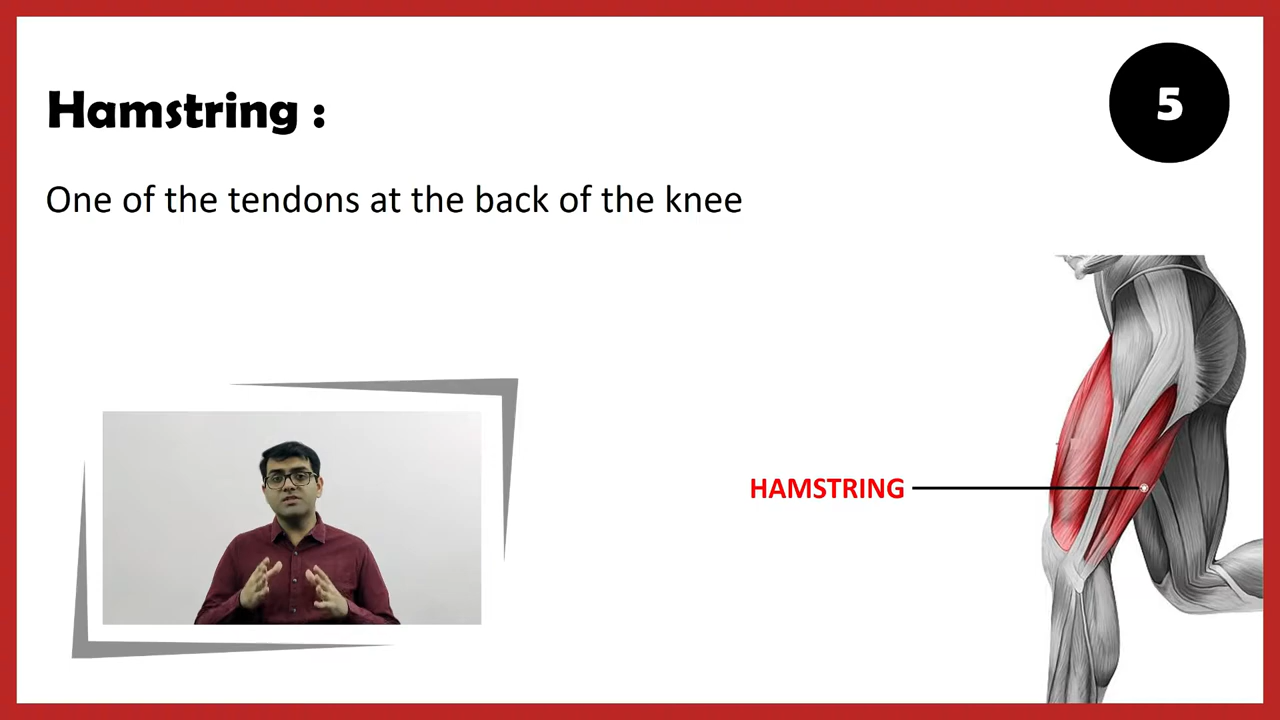 Hamstring :
5
One of the tendons at the back of the knee
HAMSTRING